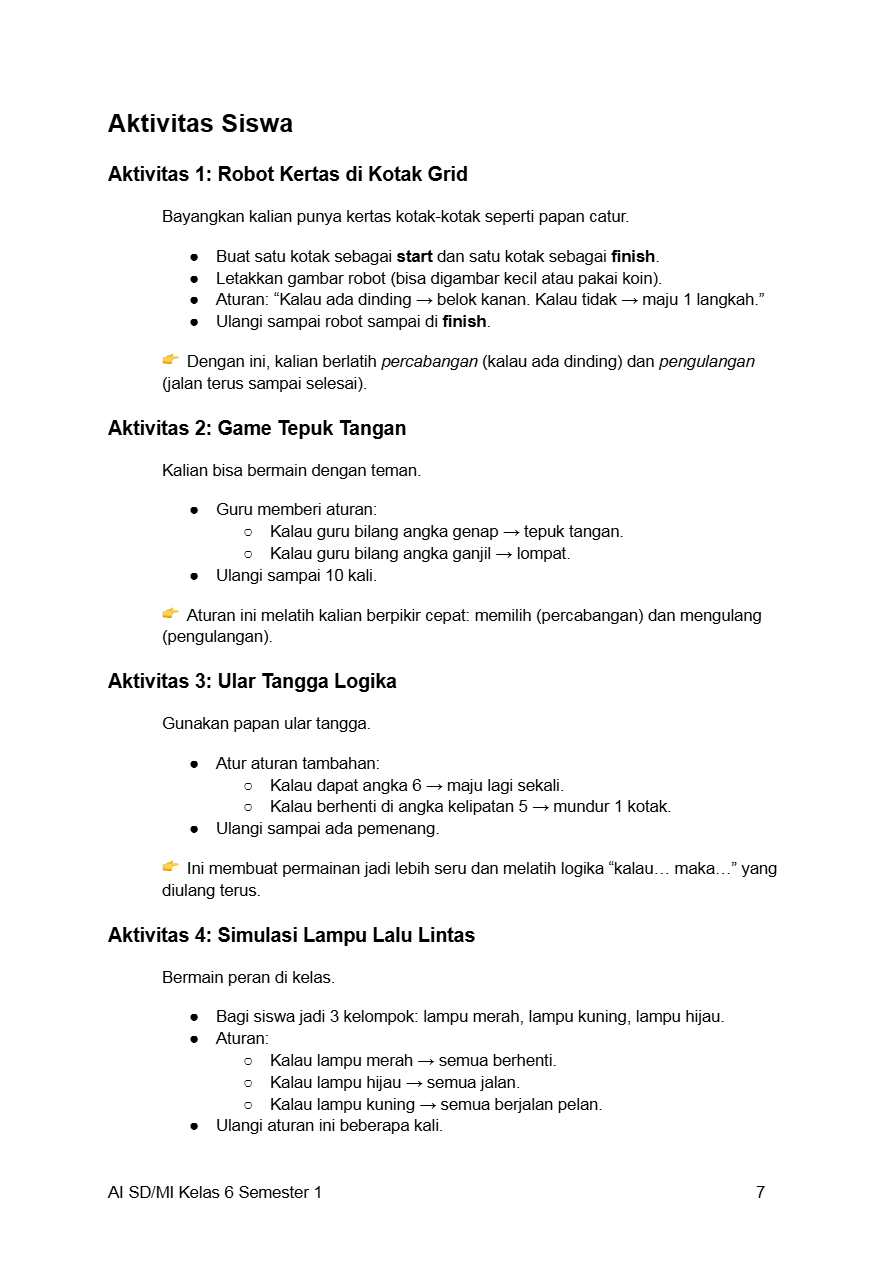 Aktivitas Siswa
Aktivitas 1: Robot Kertas di Kotak Grid
Bayangkan kalian punya kertas kotak-kotak seperti papan catur.
● Buat satu kotak sebagai start dan satu kotak sebagai finish.
● Letakkan gambar robot (bisa digambar kecil atau pakai koin).
● Aturan: “Kalau ada dinding → belok kanan. Kalau tidak → maju 1 langkah.”
● Ulangi sampai robot sampai di finish.
👉 Dengan ini, kalian berlatih percabangan (kalau ada dinding) dan pengulangan
(jalan terus sampai selesai).
Aktivitas 2: Game Tepuk Tangan
Kalian bisa bermain dengan teman.
● Guru memberi aturan:
○ Kalau guru bilang angka genap → tepuk tangan.
○ Kalau guru bilang angka ganjil → lompat.
● Ulangi sampai 10 kali.
👉 Aturan ini melatih kalian berpikir cepat: memilih (percabangan) dan mengulang
(pengulangan).
Aktivitas 3: Ular Tangga Logika
Gunakan papan ular tangga.
● Atur aturan tambahan:
○ Kalau dapat angka 6 → maju lagi sekali.
○ Kalau berhenti di angka kelipatan 5 → mundur 1 kotak.
● Ulangi sampai ada pemenang.
👉 Ini membuat permainan jadi lebih seru dan melatih logika “kalau… maka…” yang
diulang terus.
Aktivitas 4: Simulasi Lampu Lalu Lintas
Bermain peran di kelas.
● Bagi siswa jadi 3 kelompok: lampu merah, lampu kuning, lampu hijau.
● Aturan:
○ Kalau lampu merah → semua berhenti.
○ Kalau lampu hijau → semua jalan.
○ Kalau lampu kuning → semua berjalan pelan.
● Ulangi aturan ini beberapa kali.
AI SD/MI Kelas 6 Semester 1 7